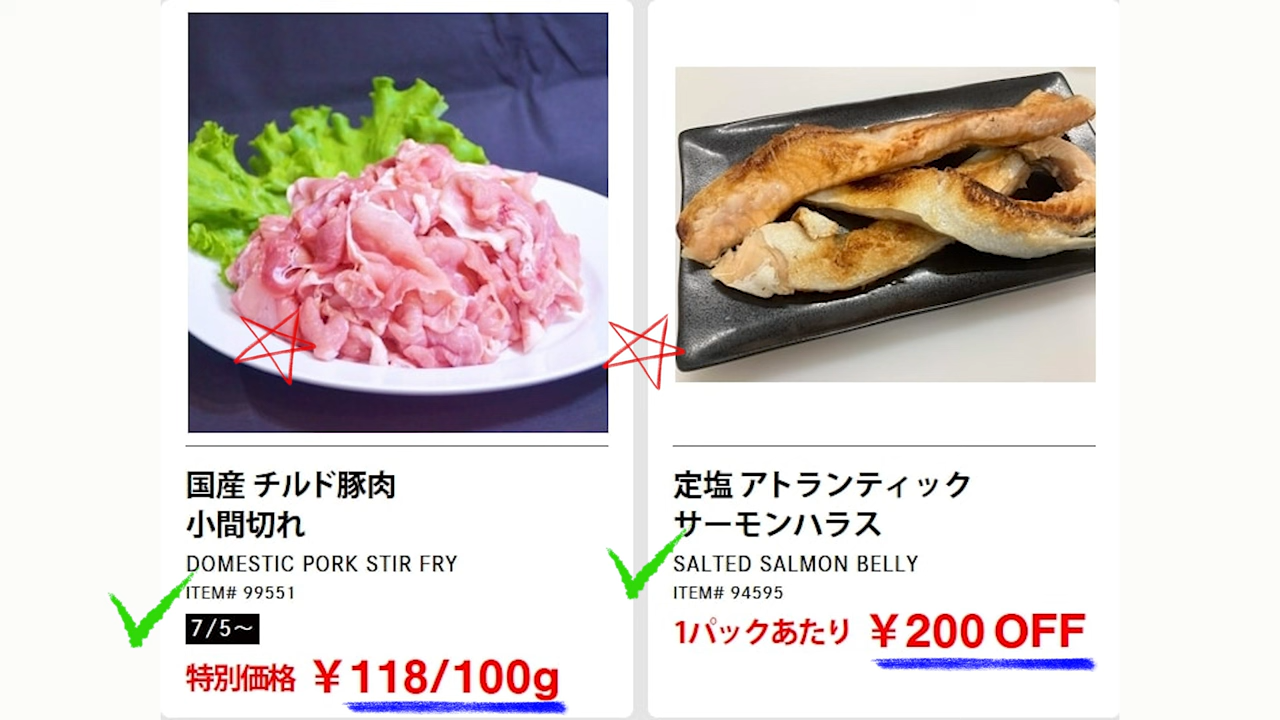 国産 チルド豚肉
小間切れ
DOMESTIC PORK STIR FRY
ITEM# 99551
7/5～
特別価格 ￥118/100g
定塩 アトランティック
サーモンハラス
SALTED SALMON BELLY
ITEM# 94595
1パックあたり ￥200 OFF